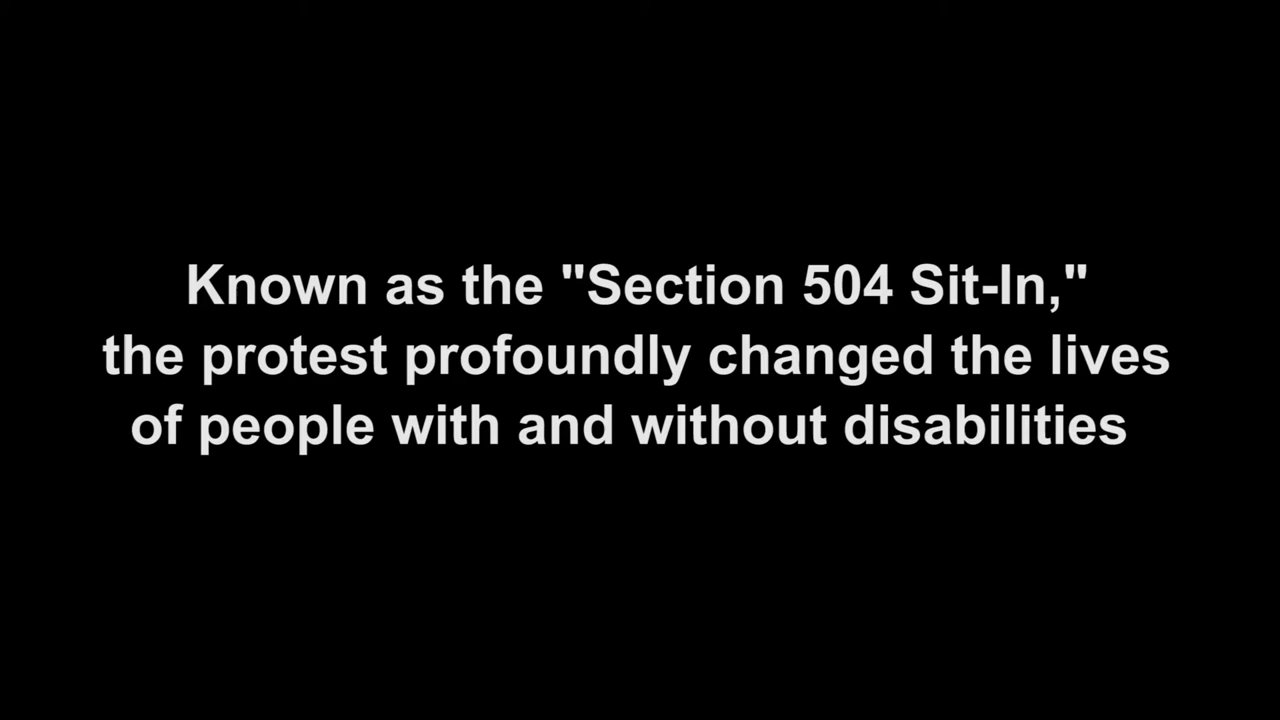 Known as the "Section 504 Sit-In,"
the protest profoundly changed the lives
of people with and without disabilities